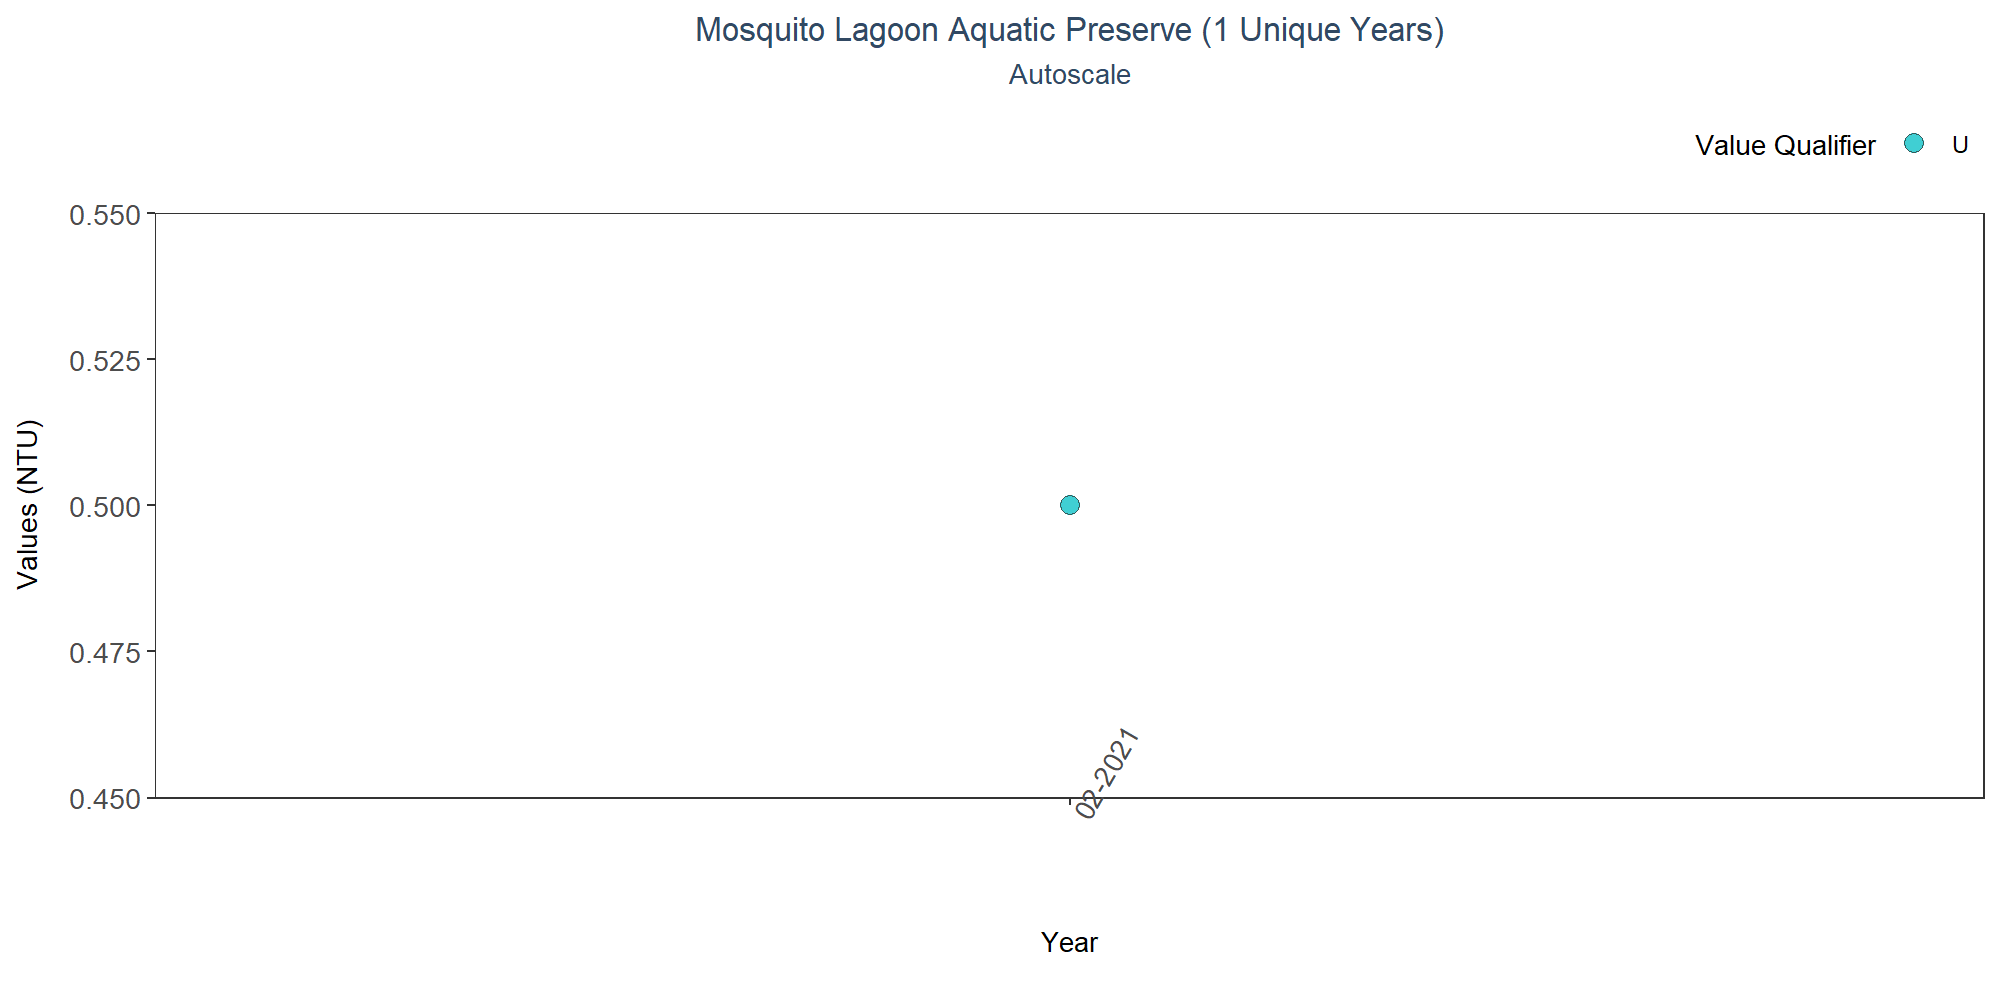 Mosquito Lagoon Aquatic Preserve (1 Unique Years)
Autoscale
Value Qualifier U
0.550
0.525
0.500
0.475
0.450
Values (NTU)
02-2021
Year